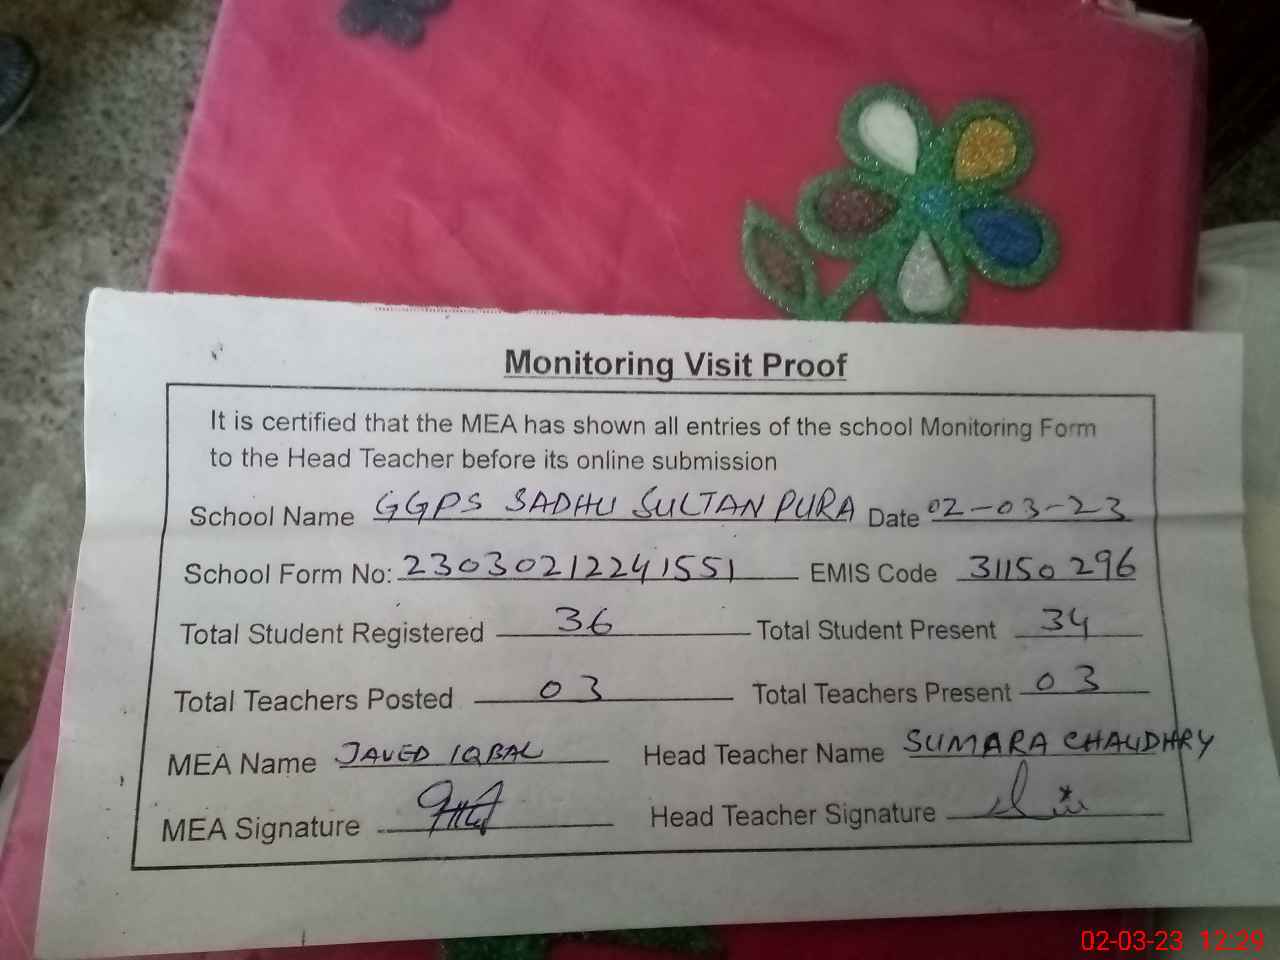 Monitoring Visit Proof
It is certified that the MEA has shown all entries of the school Monitoring Form
to the Head Teacher before its online submission
School Name GGPS SADHU SULTAN PURA Date 02-03-23
School Form No: 230302122241551 EMIS Code 31150296
Total Student Registered 36 Total Student Present 34
Total Teachers Posted 03 Total Teachers Present 03
MEA Name JAVED IQBAL Head Teacher Name SUMARA CHAUDHRY
MEA Signature Head Teacher Signature
02-03-23 12:29